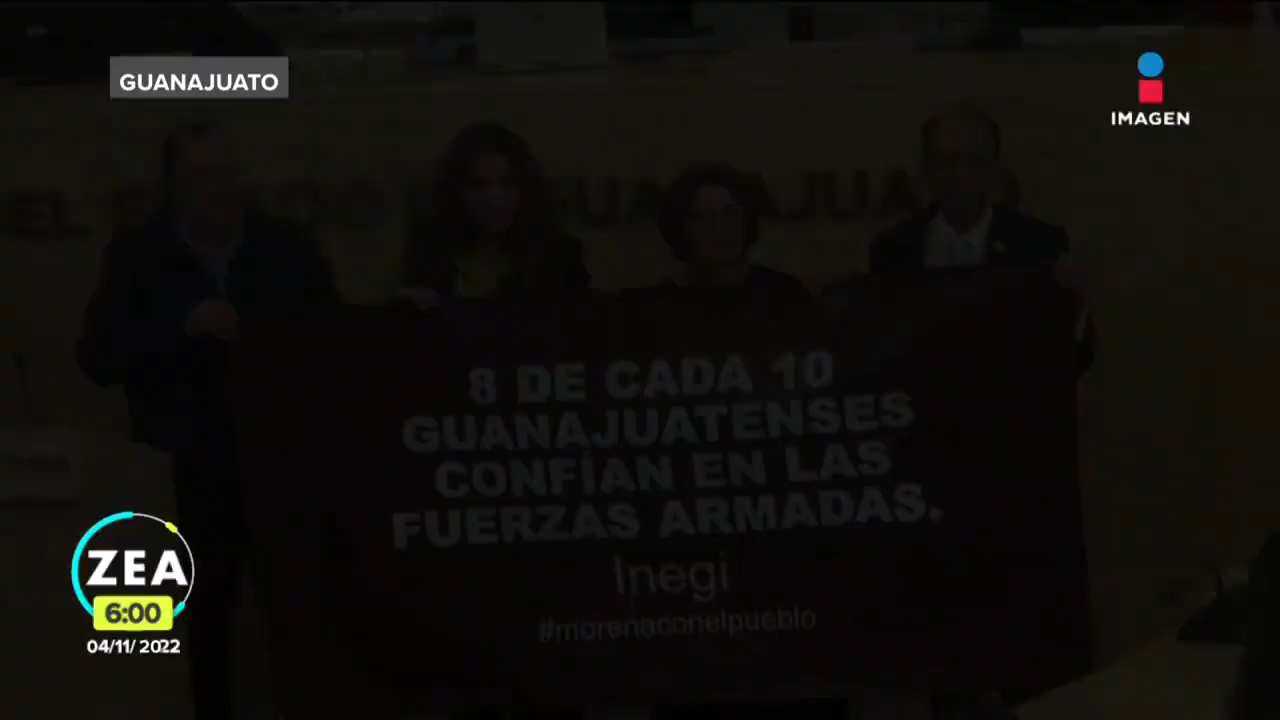 GUANAJUATO
IMAGEN
8 DE CADA 10
GUANAJUATENSES
CONFÍAN EN LAS
FUERZAS ARMADAS.
Inegi
#morenaconelpueblo
ZEA
6:00
04/11/2022